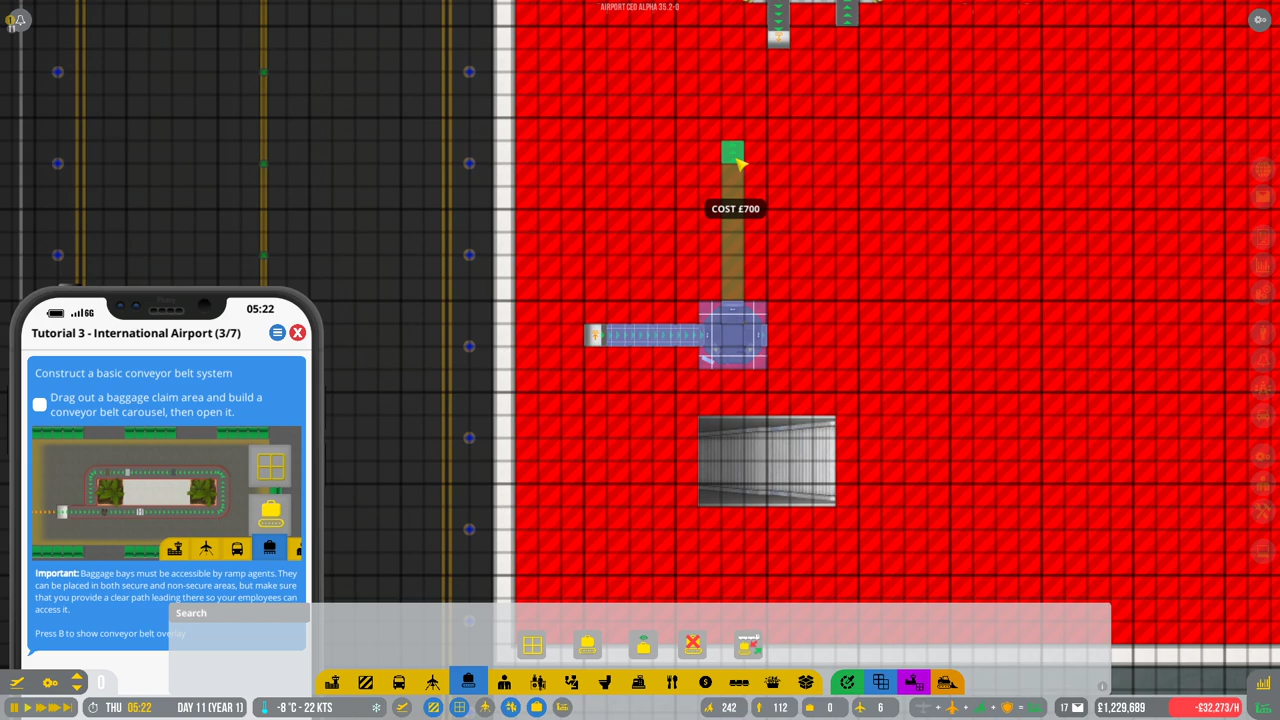 AIRPORT CEO ALPHA 35.2-0
11
COST £700
6G
05:22
Tutorial 3 - International Airport (3/7)
Construct a basic conveyor belt system
Drag out a baggage claim area and build a
conveyor belt carousel, then open it.
Important: Baggage bays must be accessible by ramp agents. They
can be placed in both secure and non-secure areas, but make sure
that you provide a clear path leading there so your employees can
access it.
Press B to show conveyor belt overlay
Search
0
THU 05:22
DAY 11 (YEAR 1)
-8 °C - 22 KTS
242
112
0
6
17
£1,229,689
-£32,273/H